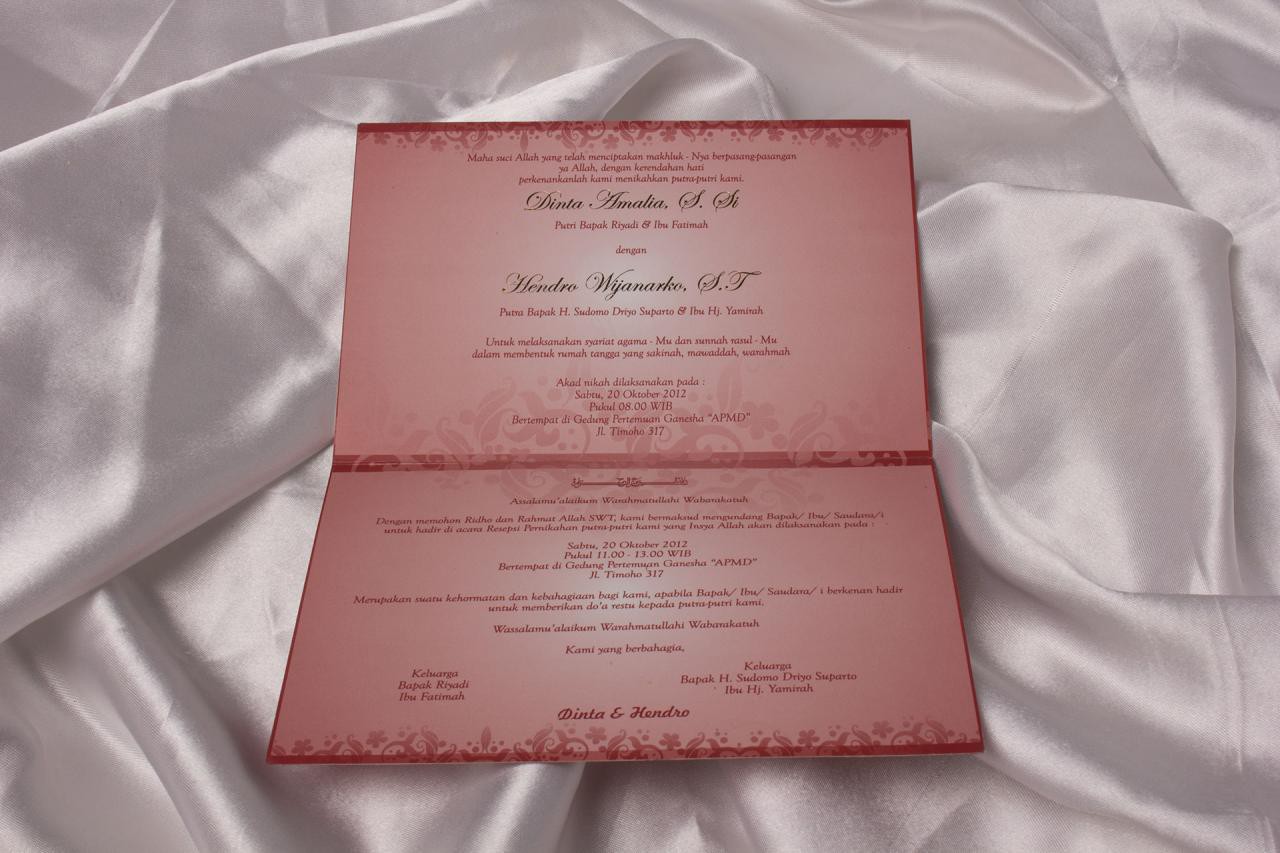 Maha suci Allah yang telah menciptakan makhluk - Nya berpasang-pasangan
ya Allah, dengan kerendahan hati
perkenankanlah kami menikahkan putra-putri kami.
Dinta Amalia, S. Si
Putri Bapak Riyadi & Ibu Fatimah
dengan
Hendro Wijanarko, S.T
Putra Bapak H. Sudomo Driyo Suparto & Ibu Hj. Yamirah
Untuk melaksanakan syariat agama - Mu dan sunnah rasul - Mu
dalam membentuk rumah tangga yang sakinah, mawaddah, warahmah
Akad nikah dilaksanakan pada :
Sabtu, 20 Oktober 2012
Pukul 08.00 WIB
Bertempat di Gedung Pertemuan Ganesha "APMD"
Jl. Timoho 317
Assalamu'alaikum Warahmatullahi Wabarakatuh
Dengan memohon Ridho dan Rahmat Allah SWT, kami bermaksud mengundang Bapak/ Ibu/ Saudara/i
untuk hadir di acara Resepsi Pernikahan putra-putri kami yang Insya Allah akan dilaksanakan pada :
Sabtu, 20 Oktober 2012
Pukul 11.00 - 13.00 WIB
Bertempat di Gedung Pertemuan Ganesha "APMD"
Jl. Timoho 317
Merupakan suatu kehormatan dan kebahagiaan bagi kami, apabila Bapak/ Ibu/ Saudara/ i berkenan hadir
untuk memberikan do'a restu kepada putra-putri kami.
Wassalamu'alaikum Warahmatullahi Wabarakatuh
Kami yang berbahagia,
Keluarga
Bapak Riyadi
Ibu Fatimah
Keluarga
Bapak H. Sudomo Driyo Suparto
Ibu Hj. Yamirah
Dinta & Hendro